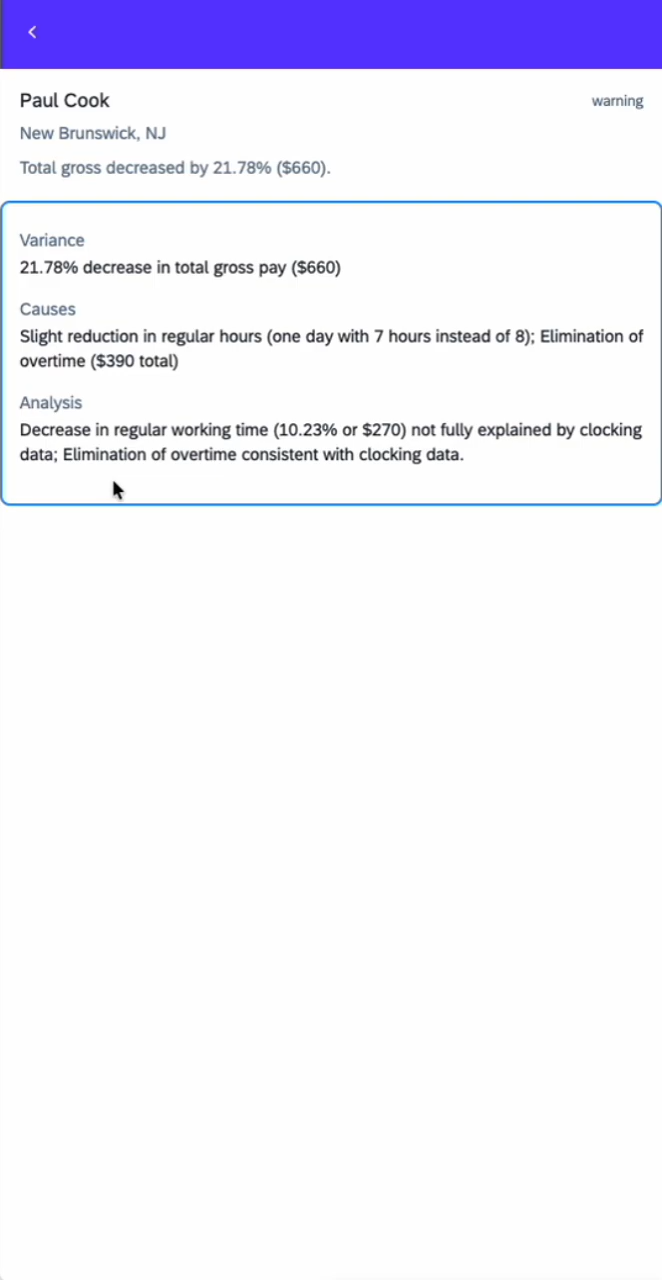 Paul Cook
warning
New Brunswick, NJ
Total gross decreased by 21.78% ($660).
Variance
21.78% decrease in total gross pay ($660)
Causes
Slight reduction in regular hours (one day with 7 hours instead of 8); Elimination of
overtime ($390 total)
Analysis
Decrease in regular working time (10.23% or $270) not fully explained by clocking
data; Elimination of overtime consistent with clocking data.